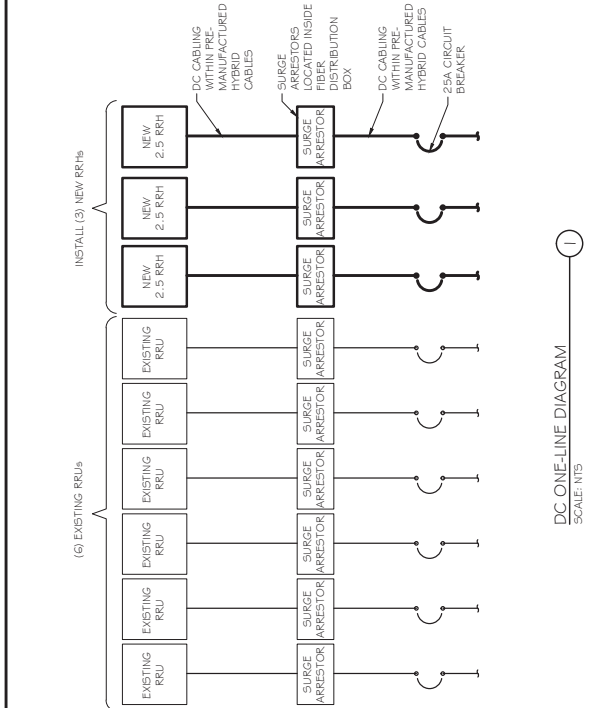 INSTALL (3) NEW RRHs
(6) EXISTING RRUs
NEW
2.5 RRH
NEW
2.5 RRH
NEW
2.5 RRH
EXISTING
RRU
EXISTING
RRU
EXISTING
RRU
EXISTING
RRU
EXISTING
RRU
EXISTING
RRU
DC CABLING
WITHIN PRE-
MANUFACTURED
HYBRID
CABLES
SURGE
ARRESTORS
LOCATED INSIDE
FIBER
DISTRIBUTION
BOX
SURGE
ARRESTOR
SURGE
ARRESTOR
SURGE
ARRESTOR
SURGE
ARRESTOR
SURGE
ARRESTOR
SURGE
ARRESTOR
SURGE
ARRESTOR
SURGE
ARRESTOR
SURGE
ARRESTOR
DC CABLING
WITHIN PRE-
MANUFACTURED
HYBRID CABLES
25A CIRCUIT
BREAKER
DC ONE-LINE DIAGRAM
SCALE: NTS
1